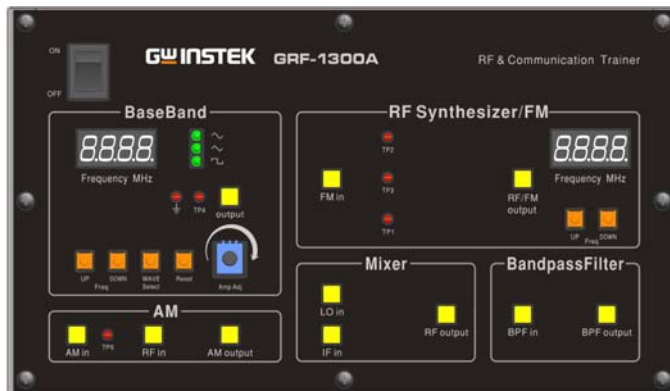 ON
OFF
GW INSTEK GRF-1300A
RF & Communication Trainer
BaseBand
8.8.8.8
Frequency MHz
TP4
output
UP
DOWN
Freq
WAVE
Select
Reset
Amp Adj
RF Synthesizer/FM
TP2
TP3
TP1
FM in
RF/FM
output
8.8.8.8
Frequency MHz
UP
DOWN
Freq
AM
AM in
TP5
RF in
AM output
Mixer
LO in
IF in
RF output
BandpassFilter
BPF in
BPF output